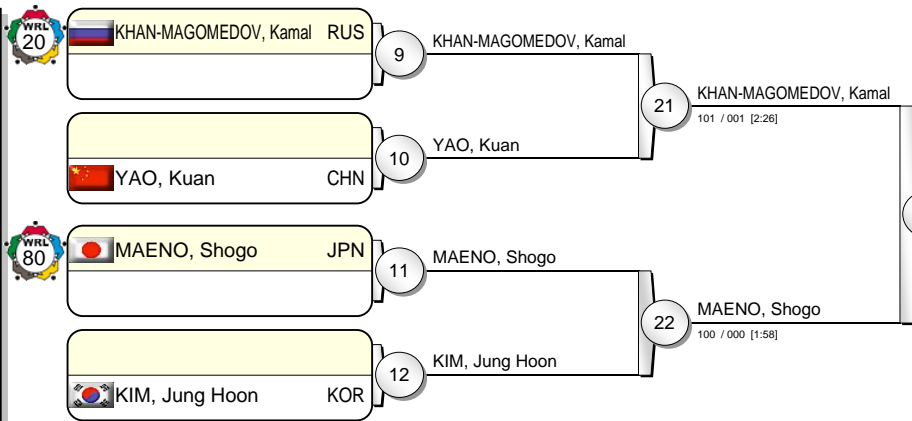 WRL
20
KHAN-MAGOMEDOV, Kamal RUS
9
KHAN-MAGOMEDOV, Kamal
21
KHAN-MAGOMEDOV, Kamal
101 / 001 [2:26]
10
YAO, Kuan
YAO, Kuan CHN
WRL
80
MAENO, Shogo JPN
11
MAENO, Shogo
22
MAENO, Shogo
100 / 000 [1:58]
12
KIM, Jung Hoon
KIM, Jung Hoon KOR